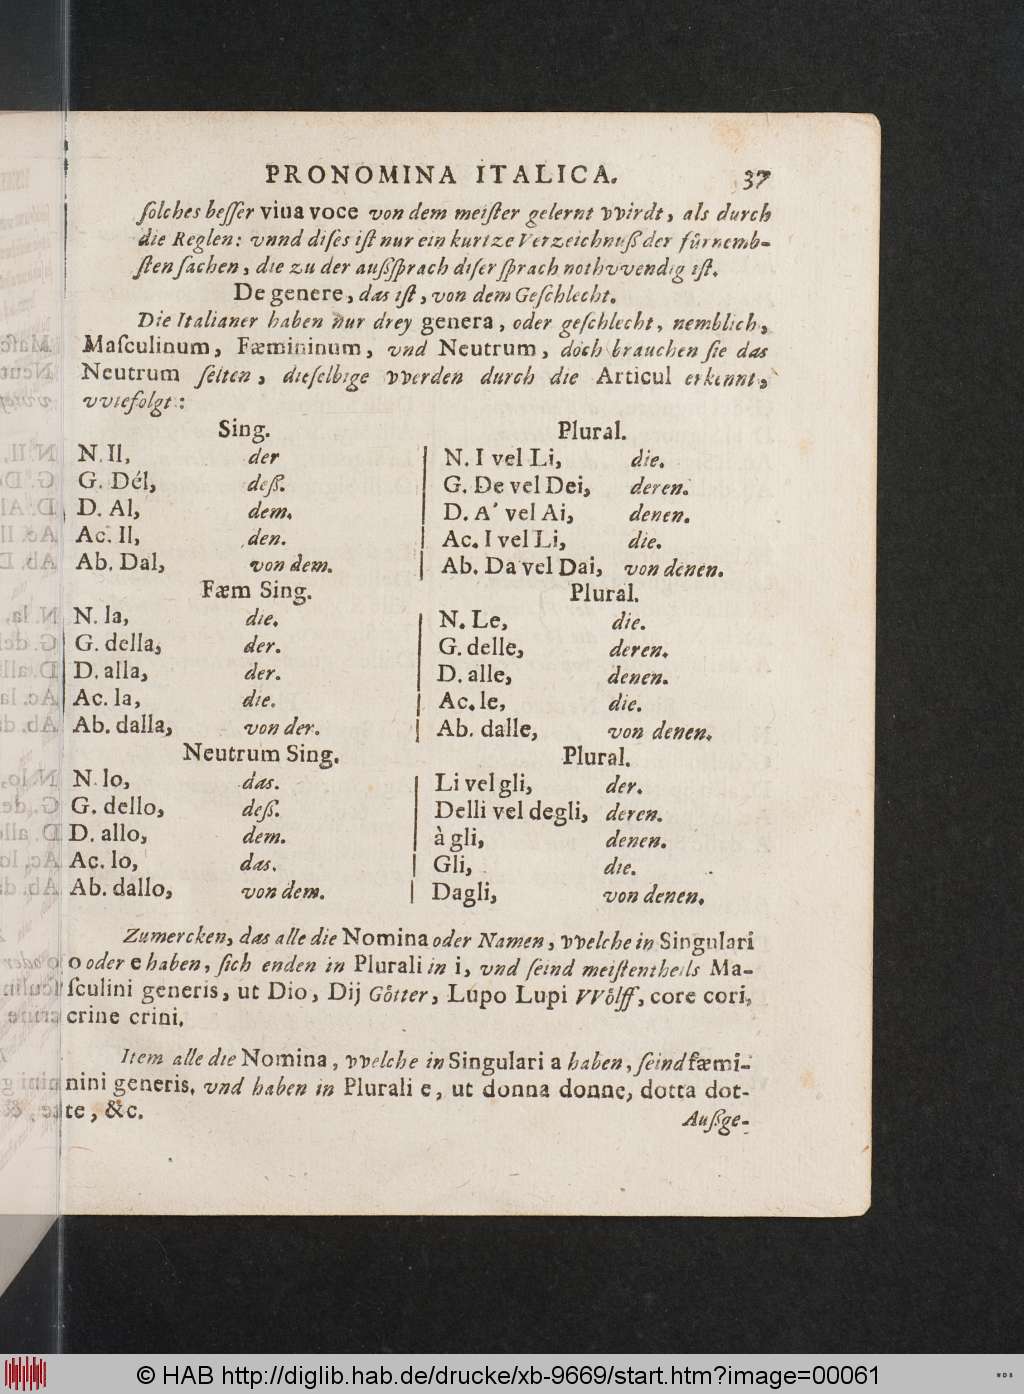 PRONOMINA ITALICA. 37
ſolches beſſer viua voce von dem meiſter gelernt vvirdt, als durch
die Reglen: vnnd diſes iſt nur ein kurtze Verzeichnuß der fürnemb-
ſten ſachen, die zu der außſprach diſer ſprach nothvvendig iſt.
De genere, das iſt, von dem Geſchlecht.
Die Italianer haben nur drey genera, oder geſchlecht, nemblich,
Maſculinum, Fæmininum, vnd Neutrum, doch brauchen ſie das
Neutrum ſelten, dieſelbige vverden durch die Articul erkennt,
vviefolgt:
Sing. Plural.
N. Il, der N. I vel Li, die.
G. Dél, deß. G. De vel Dei, deren.
D. Al, dem. D. A' vel Ai, denen.
Ac. Il, den. Ac. I vel Li, die.
Ab. Dal, von dem. Ab. Da vel Dai, von denen.
Fæm Sing. Plural.
N. la, die. N. Le, die.
G. della, der. G. delle, deren.
D. alla, der. D. alle, denen.
Ac. la, die. Ac. le, die.
Ab. dalla, von der. Ab. dalle, von denen.
Neutrum Sing. Plural.
N. lo, das. Li vel gli, der.
G. dello, deß. Delli vel degli, deren.
D. allo, dem. à gli, denen.
Ac. lo, das. Gli, die.
Ab. dallo, von dem. Dagli, von denen.
Zumercken, das alle die Nomina oder Namen, vvelche in Singulari
o oder e haben, ſich enden in Plurali in i, vnd ſeind meiſtentheils Ma-
ſculini generis, ut Dio, Dij Götter, Lupo Lupi VVölff, core cori,
crine crini.
Item alle die Nomina, vvelche in Singulari a haben, ſeind fæmi-
nini generis, vnd haben in Plurali e, ut donna donne, dotta dot-
te, &c.
Außge-
© HAB http://diglib.hab.de/drucke/xb-9669/start.htm?image=00061